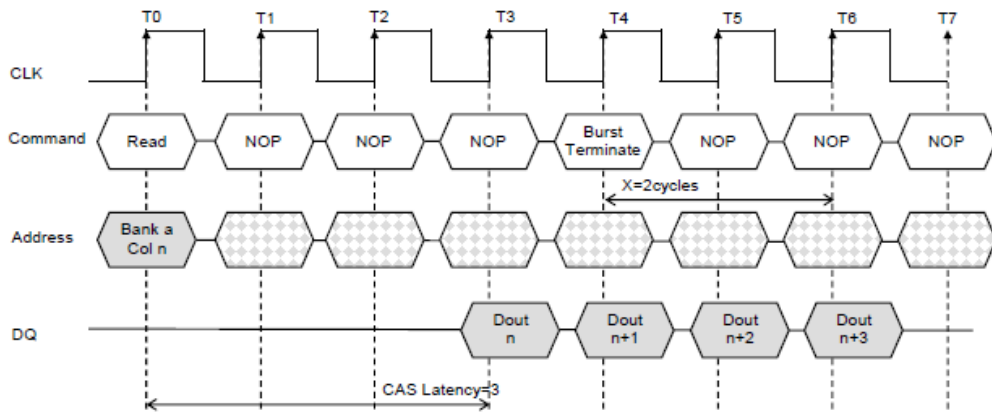 T0 T1 T2 T3 T4 T5 T6 T7
CLK
Command Read NOP NOP NOP Burst Terminate NOP NOP NOP
X=2cycles
Address Bank a Col n
DQ Dout n Dout n+1 Dout n+2 Dout n+3
CAS Latency=3